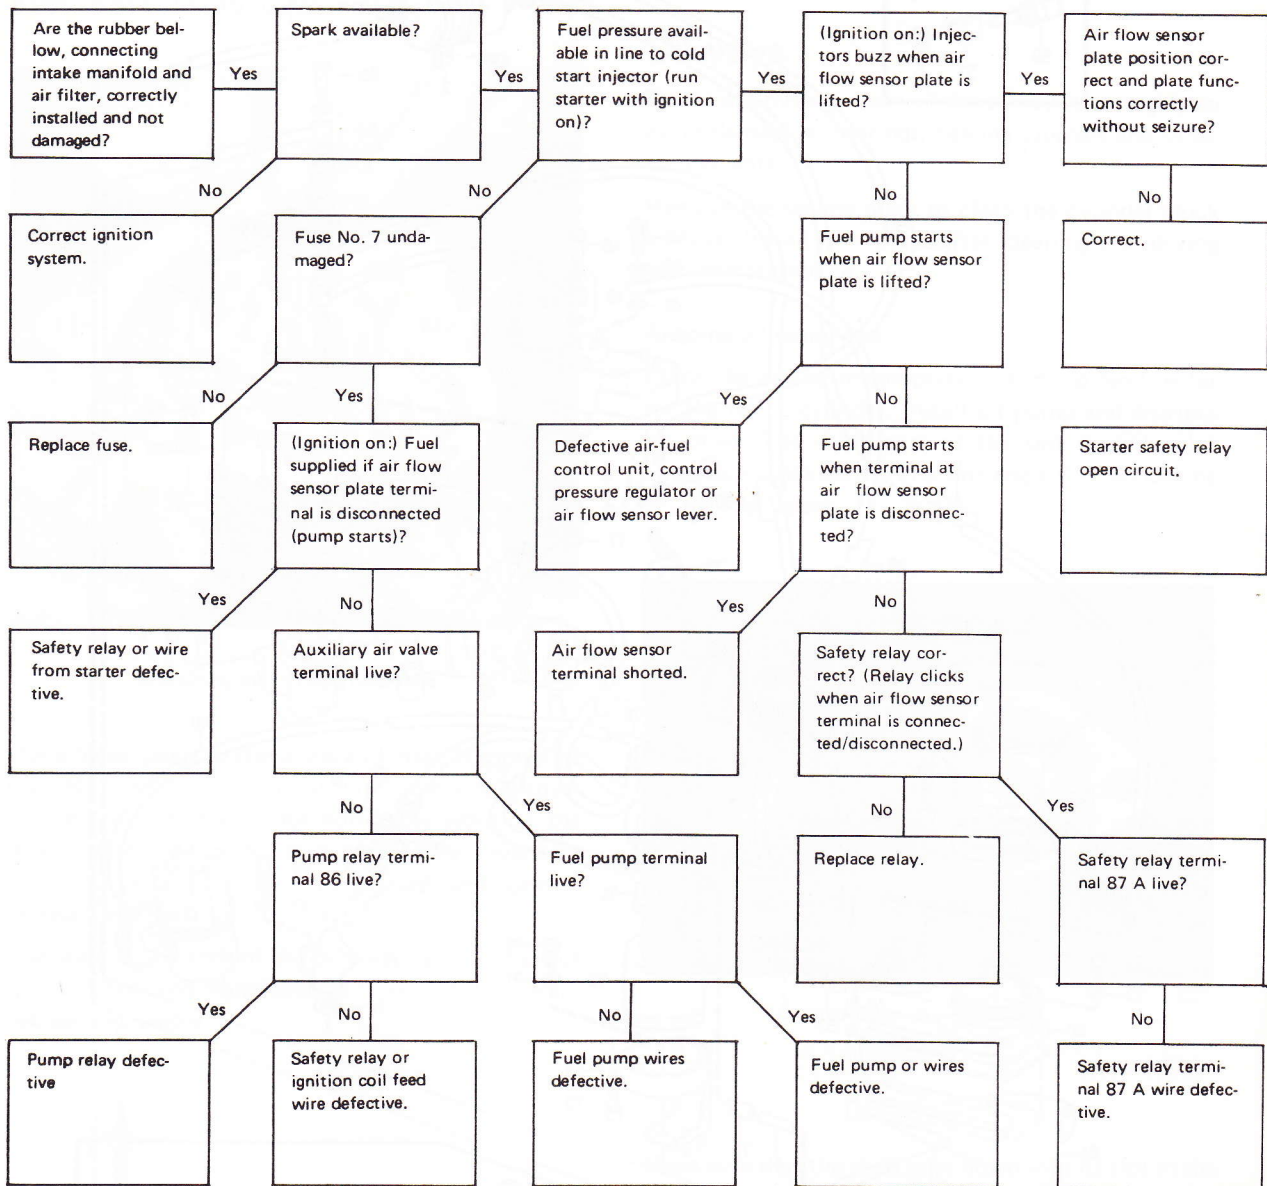 Are the rubber bel-
low, connecting
intake manifold and
air filter, correctly
installed and not
damaged?
Yes
Spark available?
Yes
Fuel pressure avail-
able in line to cold
start injector (run
starter with ignition
on)?
Yes
(Ignition on:) Injec-
tors buzz when air
flow sensor plate is
lifted?
Yes
Air flow sensor
plate position cor-
rect and plate func-
tions correctly
without seizure?
No
No
No
No
Correct ignition
system.
Fuse No. 7 unda-
maged?
Fuel pump starts
when air flow sensor
plate is lifted?
Correct.
No
Yes
Yes
No
Replace fuse.
(Ignition on:) Fuel
supplied if air flow
sensor plate termi-
nal is disconnected
(pump starts)?
Defective air-fuel
control unit, control
pressure regulator or
air flow sensor lever.
Fuel pump starts
when terminal at
air flow sensor
plate is disconnec-
ted?
Starter safety relay
open circuit.
Yes
No
Yes
No
Safety relay or wire
from starter defec-
tive.
Auxiliary air valve
terminal live?
Air flow sensor
terminal shorted.
Safety relay cor-
rect? (Relay clicks
when air flow sensor
terminal is connec-
ted/disconnected.)
No
Yes
No
Yes
Pump relay termi-
nal 86 live?
Fuel pump terminal
live?
Replace relay.
Safety relay termi-
nal 87 A live?
Yes
No
No
Yes
No
Pump relay defec-
tive
Safety relay or
ignition coil feed
wire defective.
Fuel pump wires
defective.
Fuel pump or wires
defective.
Safety relay termi-
nal 87 A wire defec-
tive.